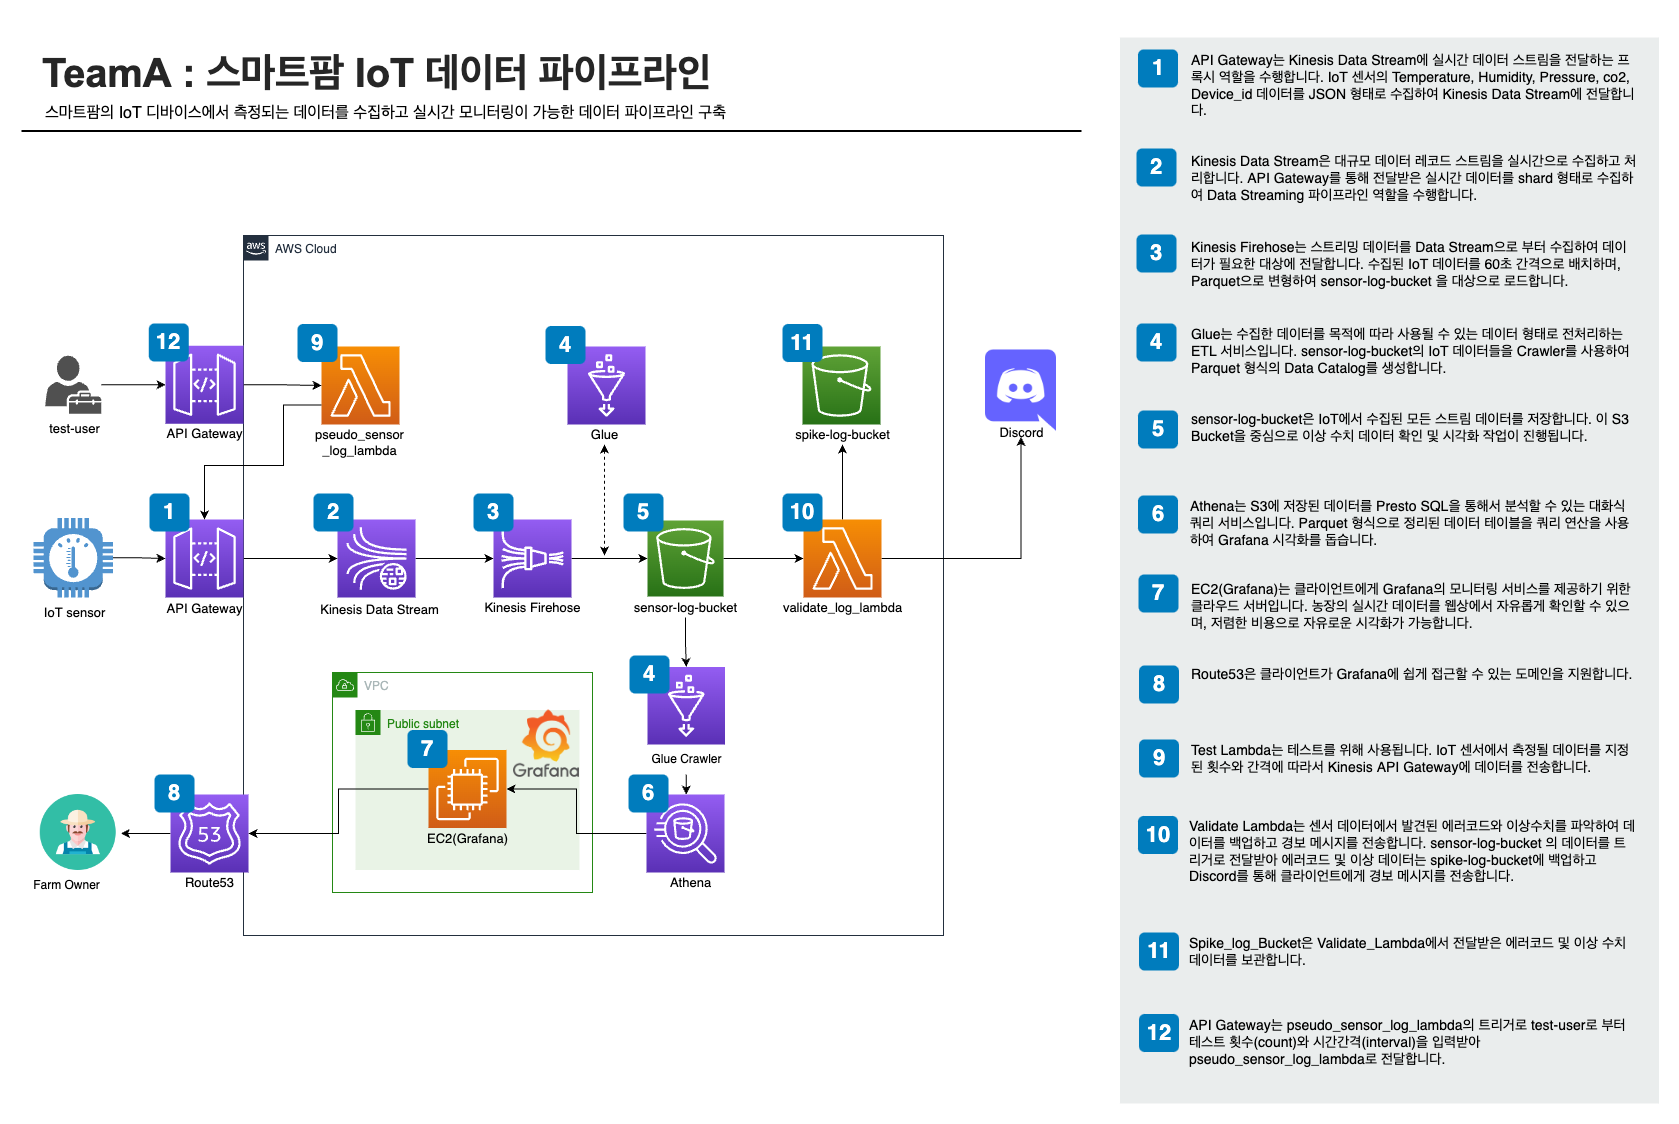 TeamA : 스마트팜 IoT 데이터 파이프라인
스마트팜의 IoT 디바이스에서 측정되는 데이터를 수집하고 실시간 모니터링이 가능한 데이터 파이프라인 구축
aws
AWS Cloud
12
API Gateway
test-user
9
pseudo_sensor
_log_lambda
4
Glue
11
spike-log-bucket
Discord
IoT sensor
1
API Gateway
2
Kinesis Data Stream
3
Kinesis Firehose
5
sensor-log-bucket
10
validate_log_lambda
4
Glue Crawler
VPC
Public subnet
7
Grafana
EC2(Grafana)
6
Athena
8
53
Route53
Farm Owner
1
API Gateway는 Kinesis Data Stream에 실시간 데이터 스트림을 전달하는 프
록시 역할을 수행합니다. IoT 센서의 Temperature, Humidity, Pressure, co2,
Device_id 데이터를 JSON 형태로 수집하여 Kinesis Data Stream에 전달합니
다.
2
Kinesis Data Stream은 대규모 데이터 레코드 스트림을 실시간으로 수집하고 처
리합니다. API Gateway를 통해 전달받은 실시간 데이터를 shard 형태로 수집하
여 Data Streaming 파이프라인 역할을 수행합니다.
3
Kinesis Firehose는 스트리밍 데이터를 Data Stream으로 부터 수집하여 데이
터가 필요한 대상에 전달합니다. 수집된 IoT 데이터를 60초 간격으로 배치하며,
Parquet으로 변형하여 sensor-log-bucket 을 대상으로 로드합니다.
4
Glue는 수집한 데이터를 목적에 따라 사용될 수 있는 데이터 형태로 전처리하는
ETL 서비스입니다. sensor-log-bucket의 IoT 데이터들을 Crawler를 사용하여
Parquet 형식의 Data Catalog를 생성합니다.
5
sensor-log-bucket은 IoT에서 수집된 모든 스트림 데이터를 저장합니다. 이 S3
Bucket을 중심으로 이상 수치 데이터 확인 및 시각화 작업이 진행됩니다.
6
Athena는 S3에 저장된 데이터를 Presto SQL을 통해서 분석할 수 있는 대화식
쿼리 서비스입니다. Parquet 형식으로 정리된 데이터 테이블을 쿼리 연산을 사용
하여 Grafana 시각화를 돕습니다.
7
EC2(Grafana)는 클라이언트에게 Grafana의 모니터링 서비스를 제공하기 위한
클라우드 서버입니다. 농장의 실시간 데이터를 웹상에서 자유롭게 확인할 수 있으
며, 저렴한 비용으로 자유로운 시각화가 가능합니다.
8
Route53은 클라이언트가 Grafana에 쉽게 접근할 수 있는 도메인을 지원합니다.
9
Test Lambda는 테스트를 위해 사용됩니다. IoT 센서에서 측정될 데이터를 지정
된 횟수와 간격에 따라서 Kinesis API Gateway에 데이터를 전송합니다.
10
Validate Lambda는 센서 데이터에서 발견된 에러코드와 이상수치를 파악하여 데
이터를 백업하고 경보 메시지를 전송합니다. sensor-log-bucket 의 데이터를 트
리거로 전달받아 에러코드 및 이상 데이터는 spike-log-bucket에 백업하고
Discord를 통해 클라이언트에게 경보 메시지를 전송합니다.
11
Spike_log_Bucket은 Validate_Lambda에서 전달받은 에러코드 및 이상 수치
데이터를 보관합니다.
12
API Gateway는 pseudo_sensor_log_lambda의 트리거로 test-user로 부터
테스트 횟수(count)와 시간간격(interval)을 입력받아
pseudo_sensor_log_lambda로 전달합니다.